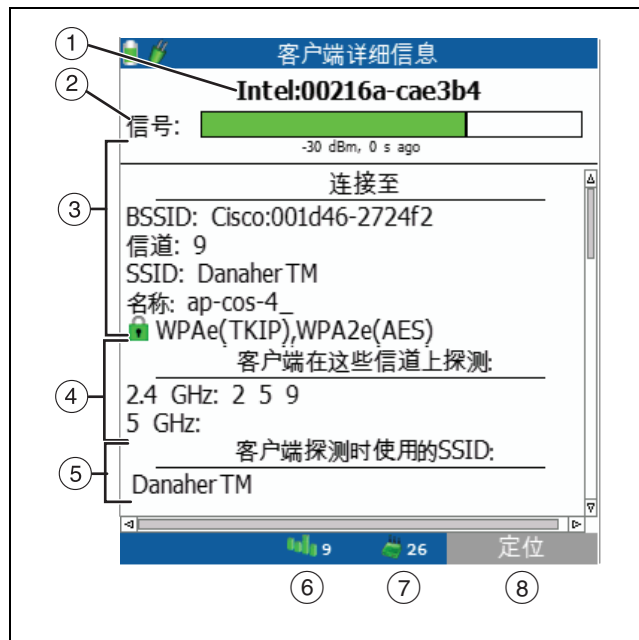 ① 客户端详细信息
Intel:00216a-cae3b4
② 信号:
-30 dBm, 0 s ago
③ 连接至
BSSID: Cisco:001d46-2724f2
信道: 9
SSID: DanaherTM
名称: ap-cos-4_
WPAe(TKIP),WPA2e(AES)
④ 客户端在这些信道上探测:
2.4 GHz: 2 5 9
5 GHz:
⑤ 客户端探测时使用的SSID:
DanaherTM
9 26 定位
⑥ ⑦ ⑧